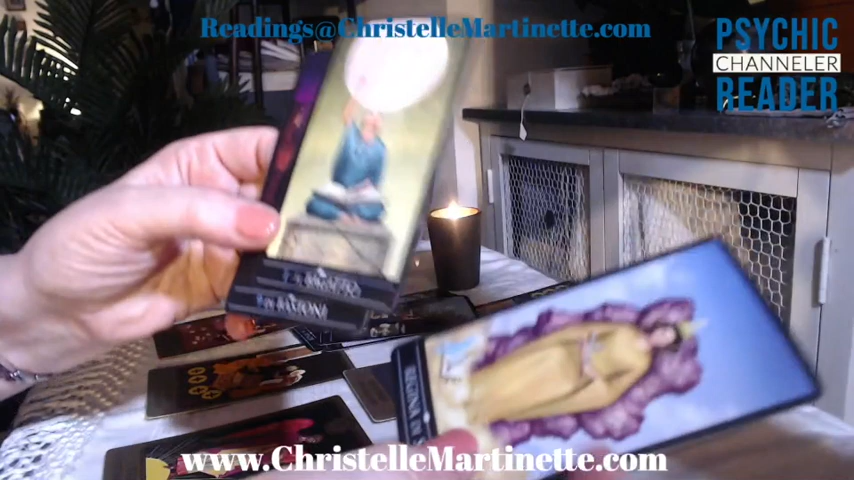 Readings@ChristelleMartinette.com
PSYCHIC
CHANNELER
READER
www.ChristelleMartinette.com